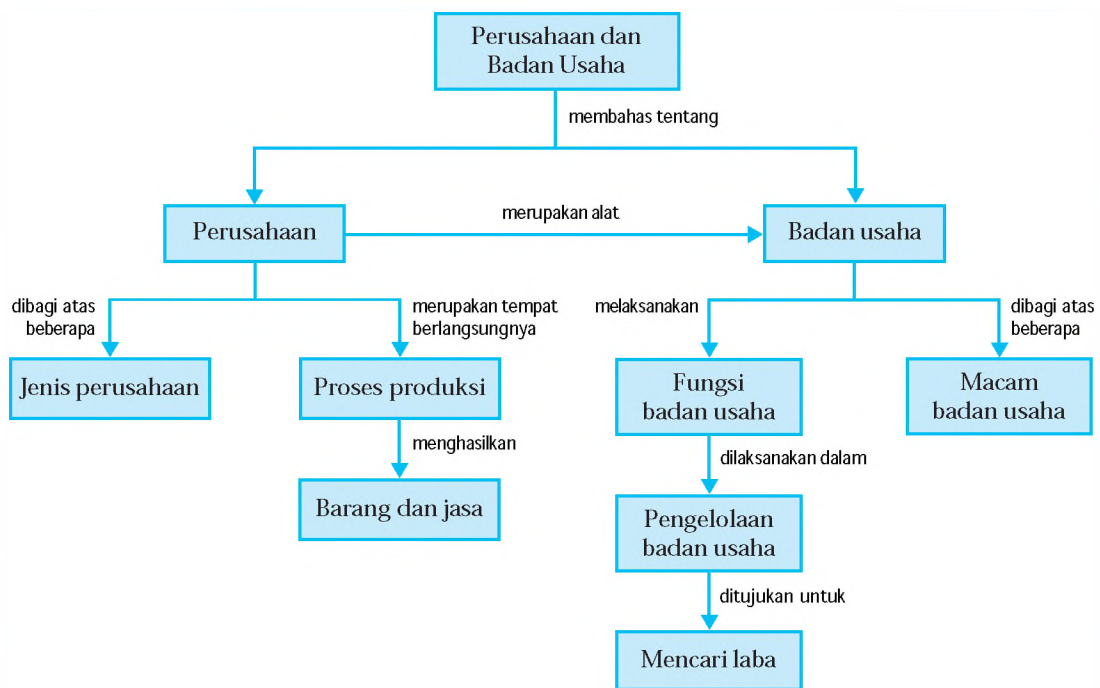 Perusahaan dan
Badan Usaha
membahas tentang
Perusahaan
merupakan alat
Badan usaha
dibagi atas
beberapa
merupakan tempat
berlangsungnya
melaksanakan
dibagi atas
beberapa
Jenis perusahaan
Proses produksi
Fungsi
badan usaha
Macam
badan usaha
menghasilkan
dilaksanakan dalam
Barang dan jasa
Pengelolaan
badan usaha
ditujukan untuk
Mencari laba